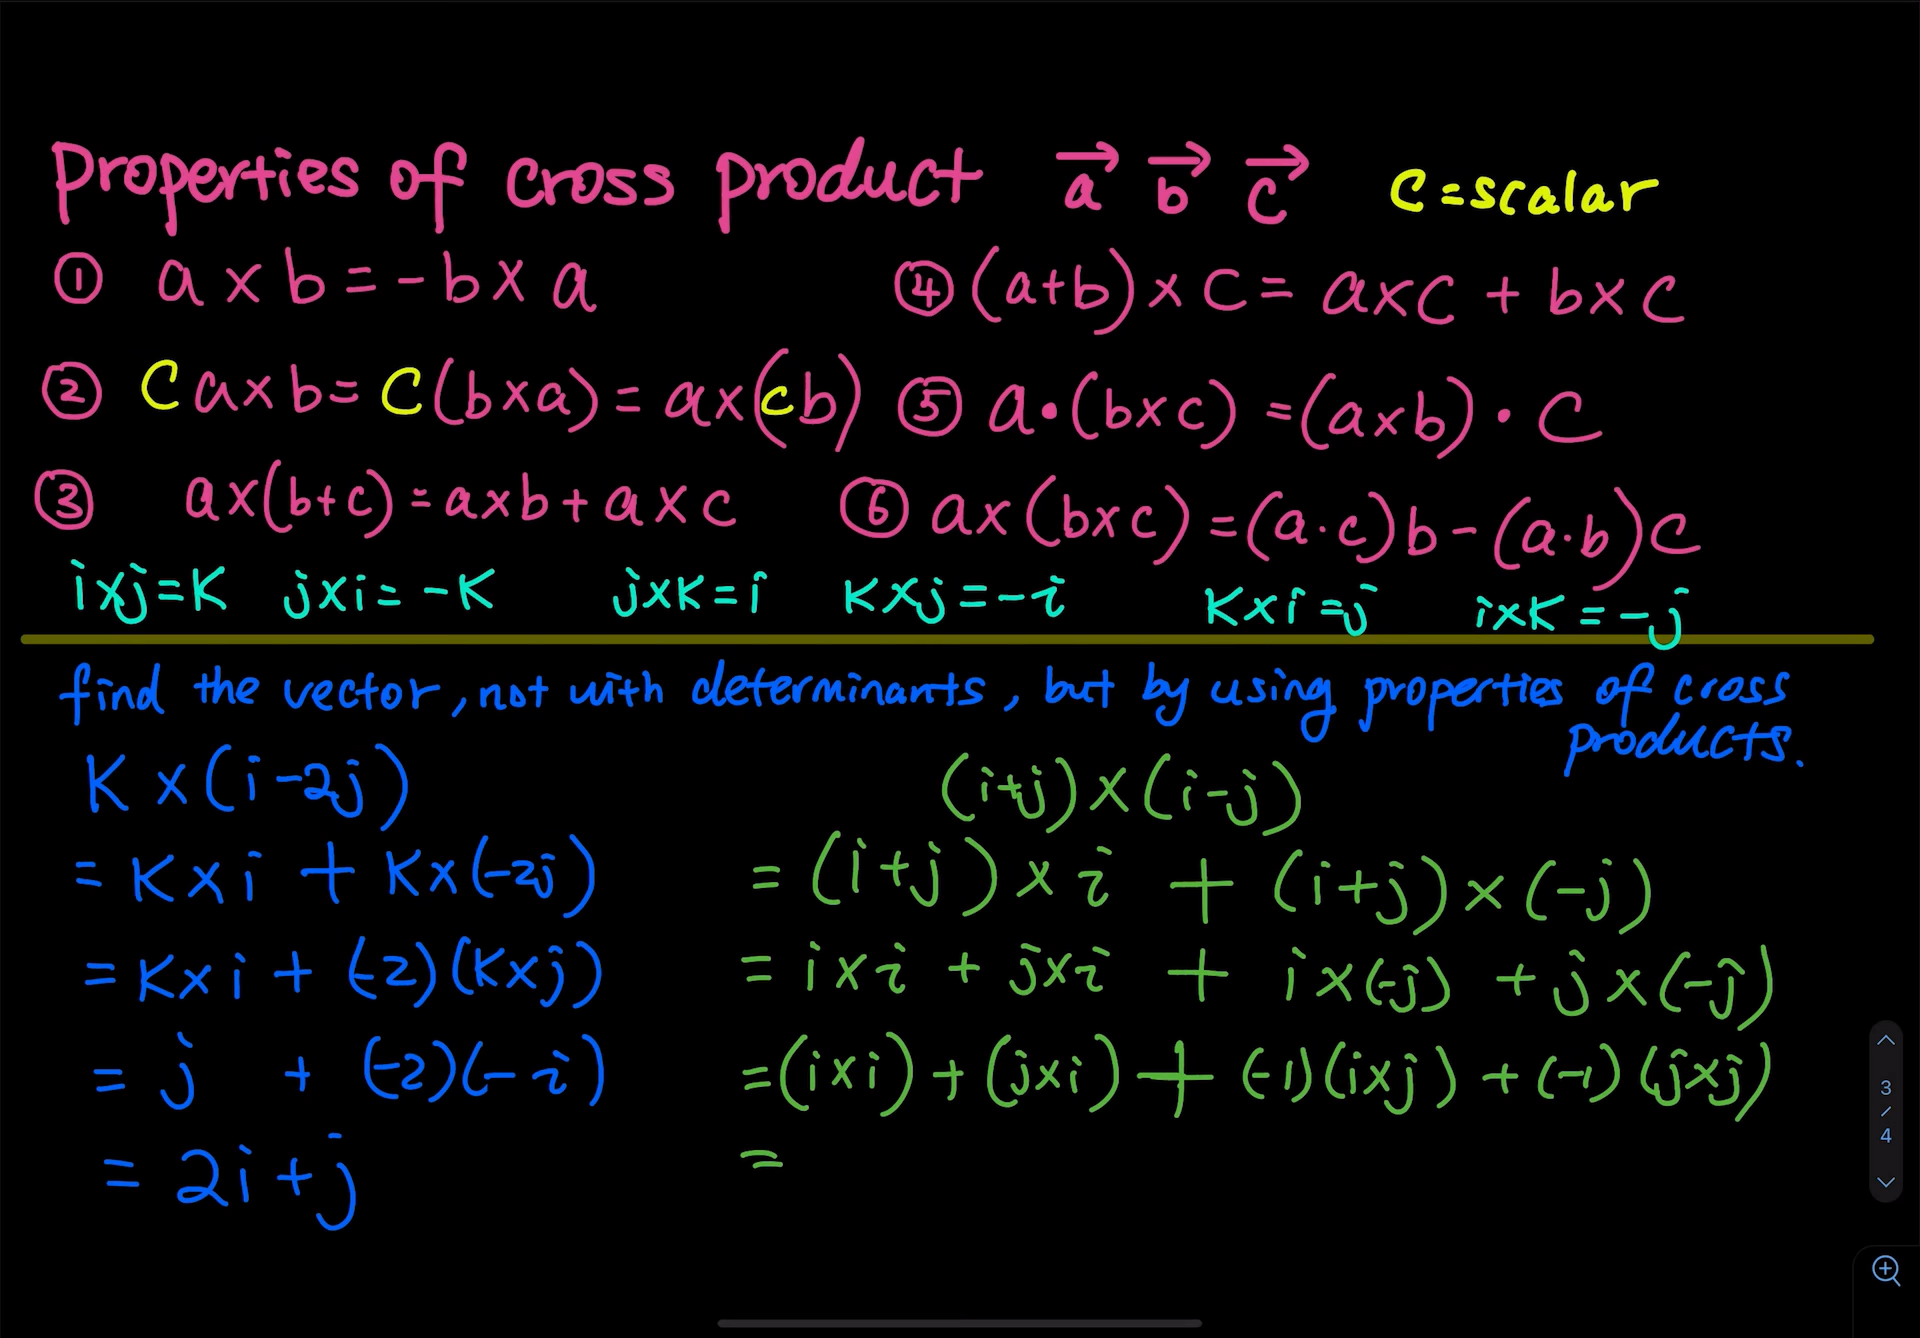 Properties of cross product →a →b →c C=scalar
① a×b=-b×a
② Ca×b=C(b×a)=a×(cb)
③ a×(b+c)=a×b+a×c
④ (a+b)×C=a×C+b×C
⑤ a•(b×c)=(a×b)•C
⑥ a×(b×c)=(a·c)b-(a·b)C
i×j=K j×i=-K j×K=i K×j=-i K×i=j i×K=-j
find the vector, not with determinants, but by using properties of cross
products.
K×(i-2j)
=K×i+K×(-2j)
=K×i+(-2)(K×j)
=j+(-2)(-i)
=2i+j
(i+j)×(i-j)
=(i+j)×i+(i+j)×(-j)
=i×i+j×i+i×(-j)+j×(-j)
=(i×i)+(j×i)+(-1)(i×j)+(-1)(j×j)
=
3
/
4